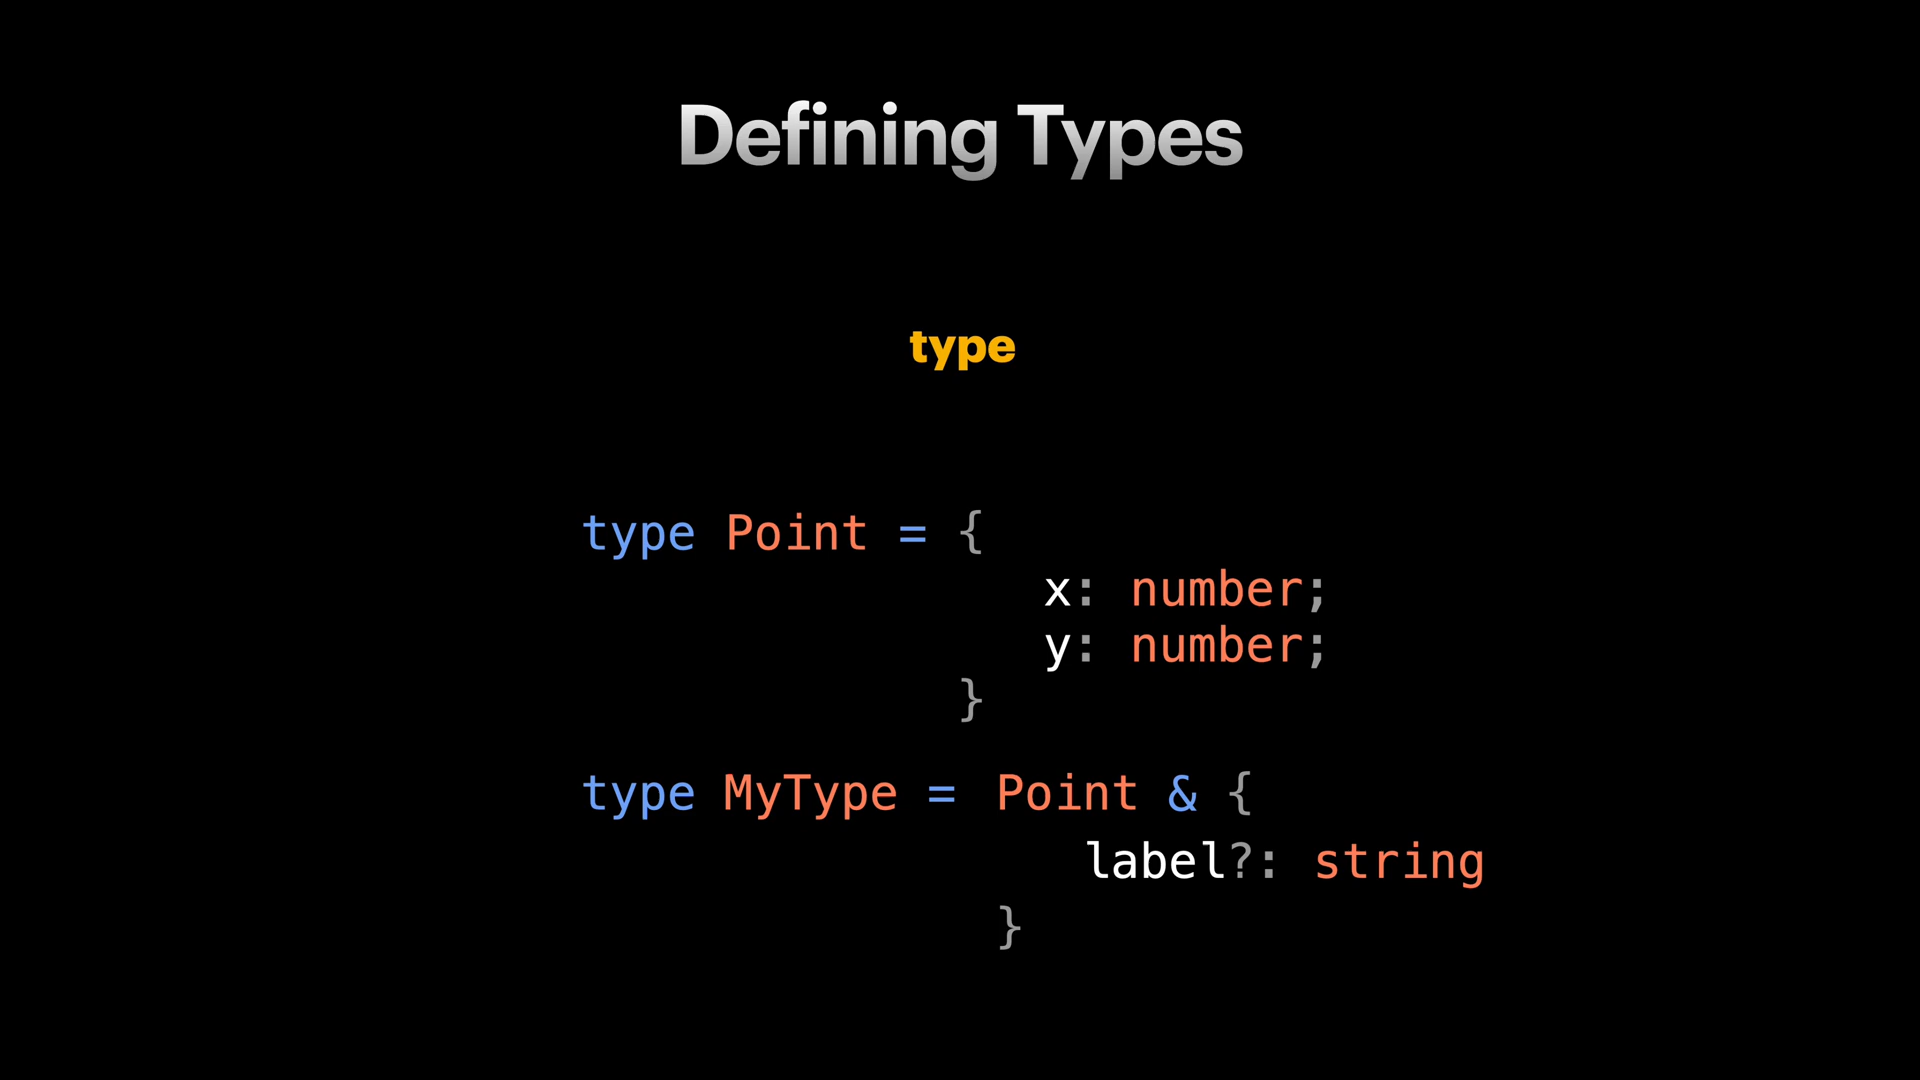 Defining Types
type
type Point = {
x: number;
y: number;
}
type MyType = Point & {
label?: string
}